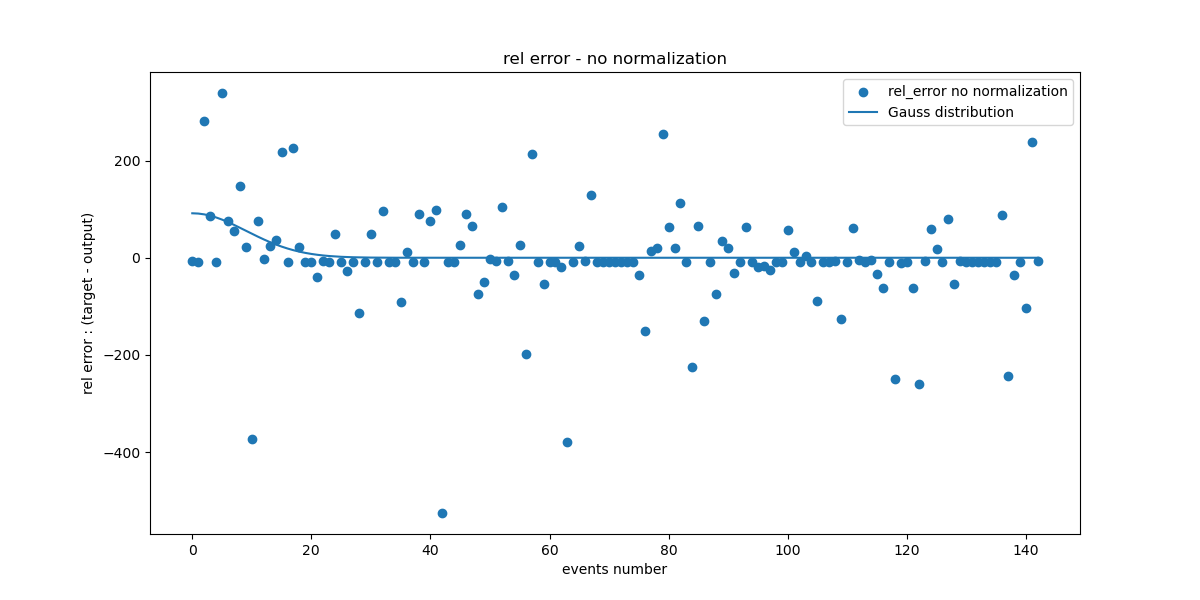 rel error - no normalization
rel_error no normalization
Gauss distribution
rel error : (target - output)
200
0
−200
−400
0 20 40 60 80 100 120 140
events number